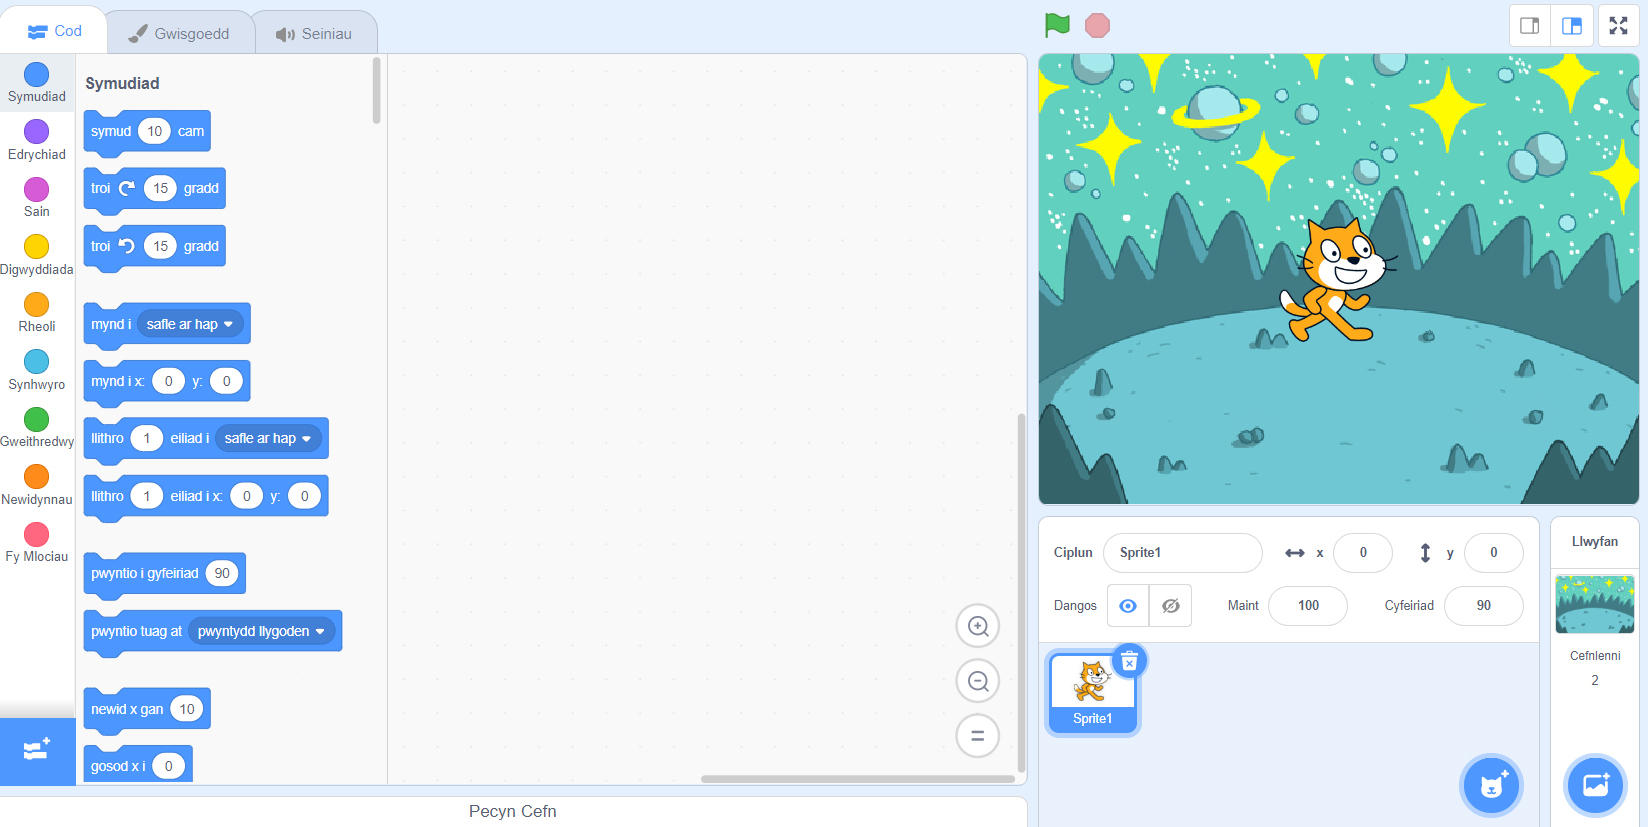 Cod
Gwisgoedd
Seiniau
Symudiad
Edrychiad
Sain
Digwyddiada
Rheoli
Synhwyro
Gweithredwy
Newidynnau
Fy Mlociau
Symudiad
symud 10 cam
troi 15 gradd
troi 15 gradd
mynd i safle ar hap
mynd i x: 0 y: 0
llithro 1 eiliad i safle ar hap
llithro 1 eiliad i x: 0 y: 0
pwyntio i gyfeiriad 90
pwyntio tuag at pwyntydd llygoden
newid x gan 10
gosod x i 0
Pecyn Cefn
Ciplun Sprite1 x 0 y 0
Dangos Maint 100 Cyfeiriad 90
Sprite1
Llwyfan
Cefnlenni
2